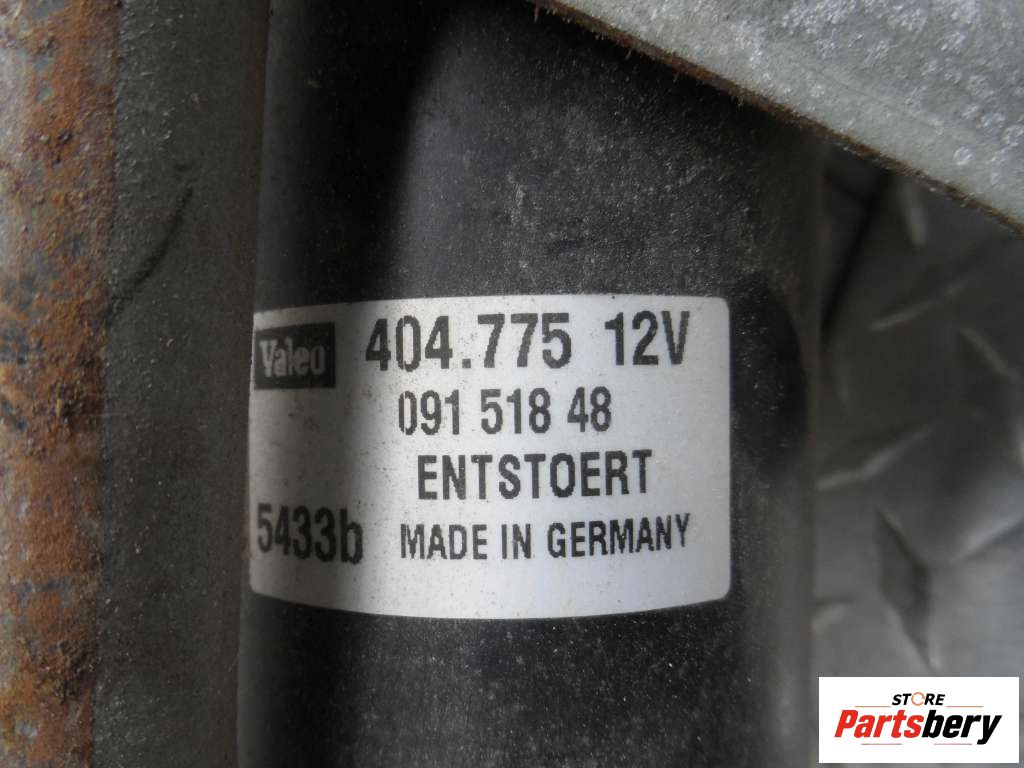 Valeo 404.775 12V
091 518 48
ENTSTOERT
5433b MADE IN GERMANY
STORE
Partsbery